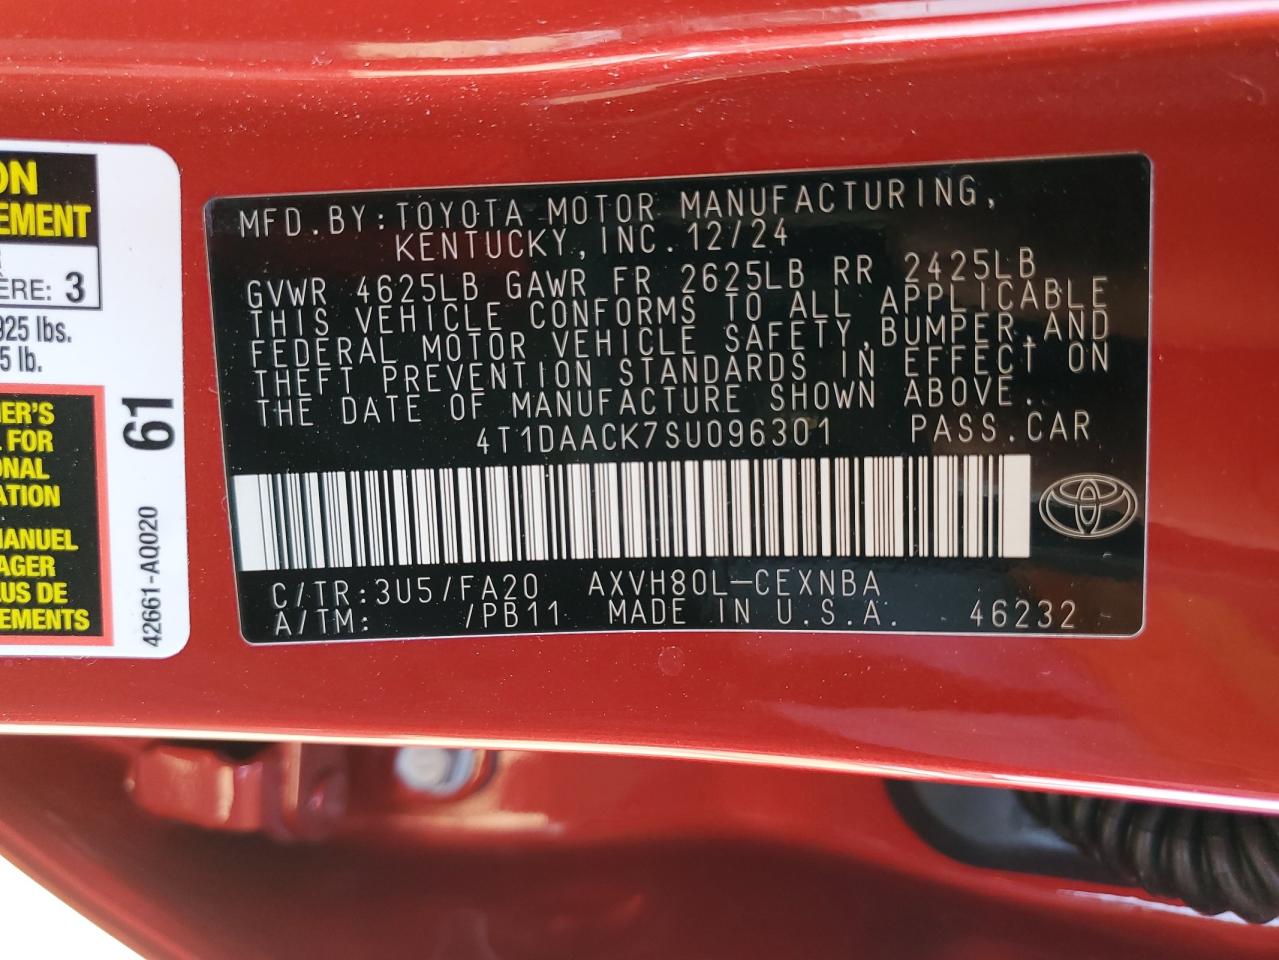 ON
EMENT
ERE: 3
925 lbs.
5 lb.
ER'S
L FOR
ONAL
ATION
ANUEL
AGER
LUS DE
EMENTS
61
42661-AQ020
MFD.BY:TOYOTA MOTOR MANUFACTURING,
KENTUCKY,INC.12/24
GVWR 4625LB GAWR FR 2625LB RR 2425LB
THIS VEHICLE CONFORMS TO ALL APPLICABLE
FEDERAL MOTOR VEHICLE SAFETY,BUMPER,AND
THEFT PREVENTION STANDARDS IN EFFECT ON
THE DATE OF MANUFACTURE SHOWN ABOVE.
4T1DAACK7SU096301 PASS.CAR
C/TR:3U5/FA20 AXVH80L-CEXNBA
A/TM: /PB11 MADE IN U.S.A. 46232